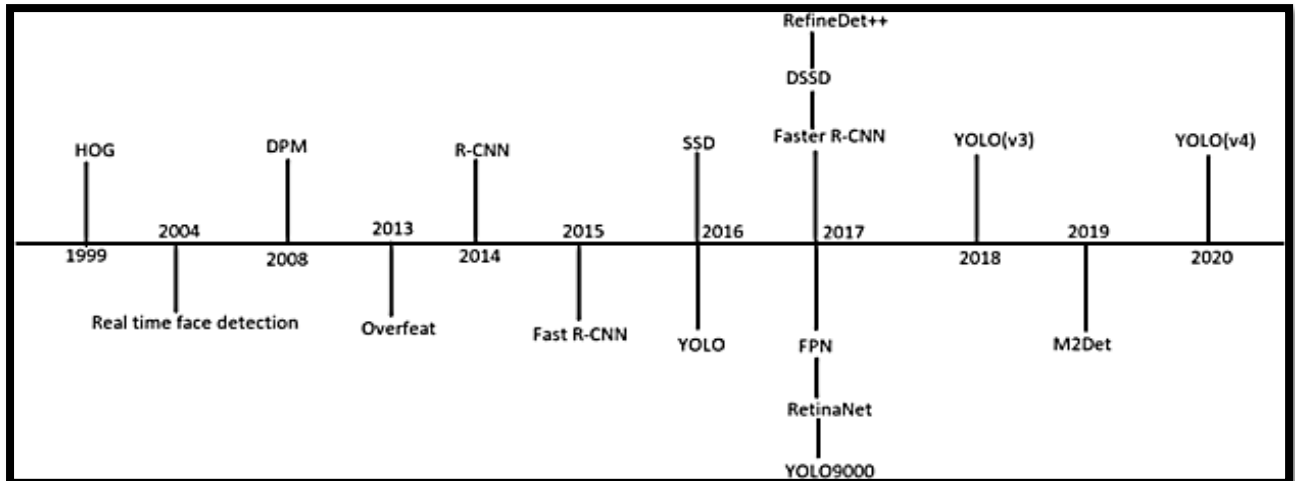 RefineDet++
DSSD
HOG
DPM
R-CNN
SSD
Faster R-CNN
YOLO(v3)
YOLO(v4)
2004
2013
2015
2016
2017
2019
1999
2008
2014
2018
2020
Real time face detection
Overfeat
Fast R-CNN
YOLO
FPN
M2Det
RetinaNet
YOLO9000